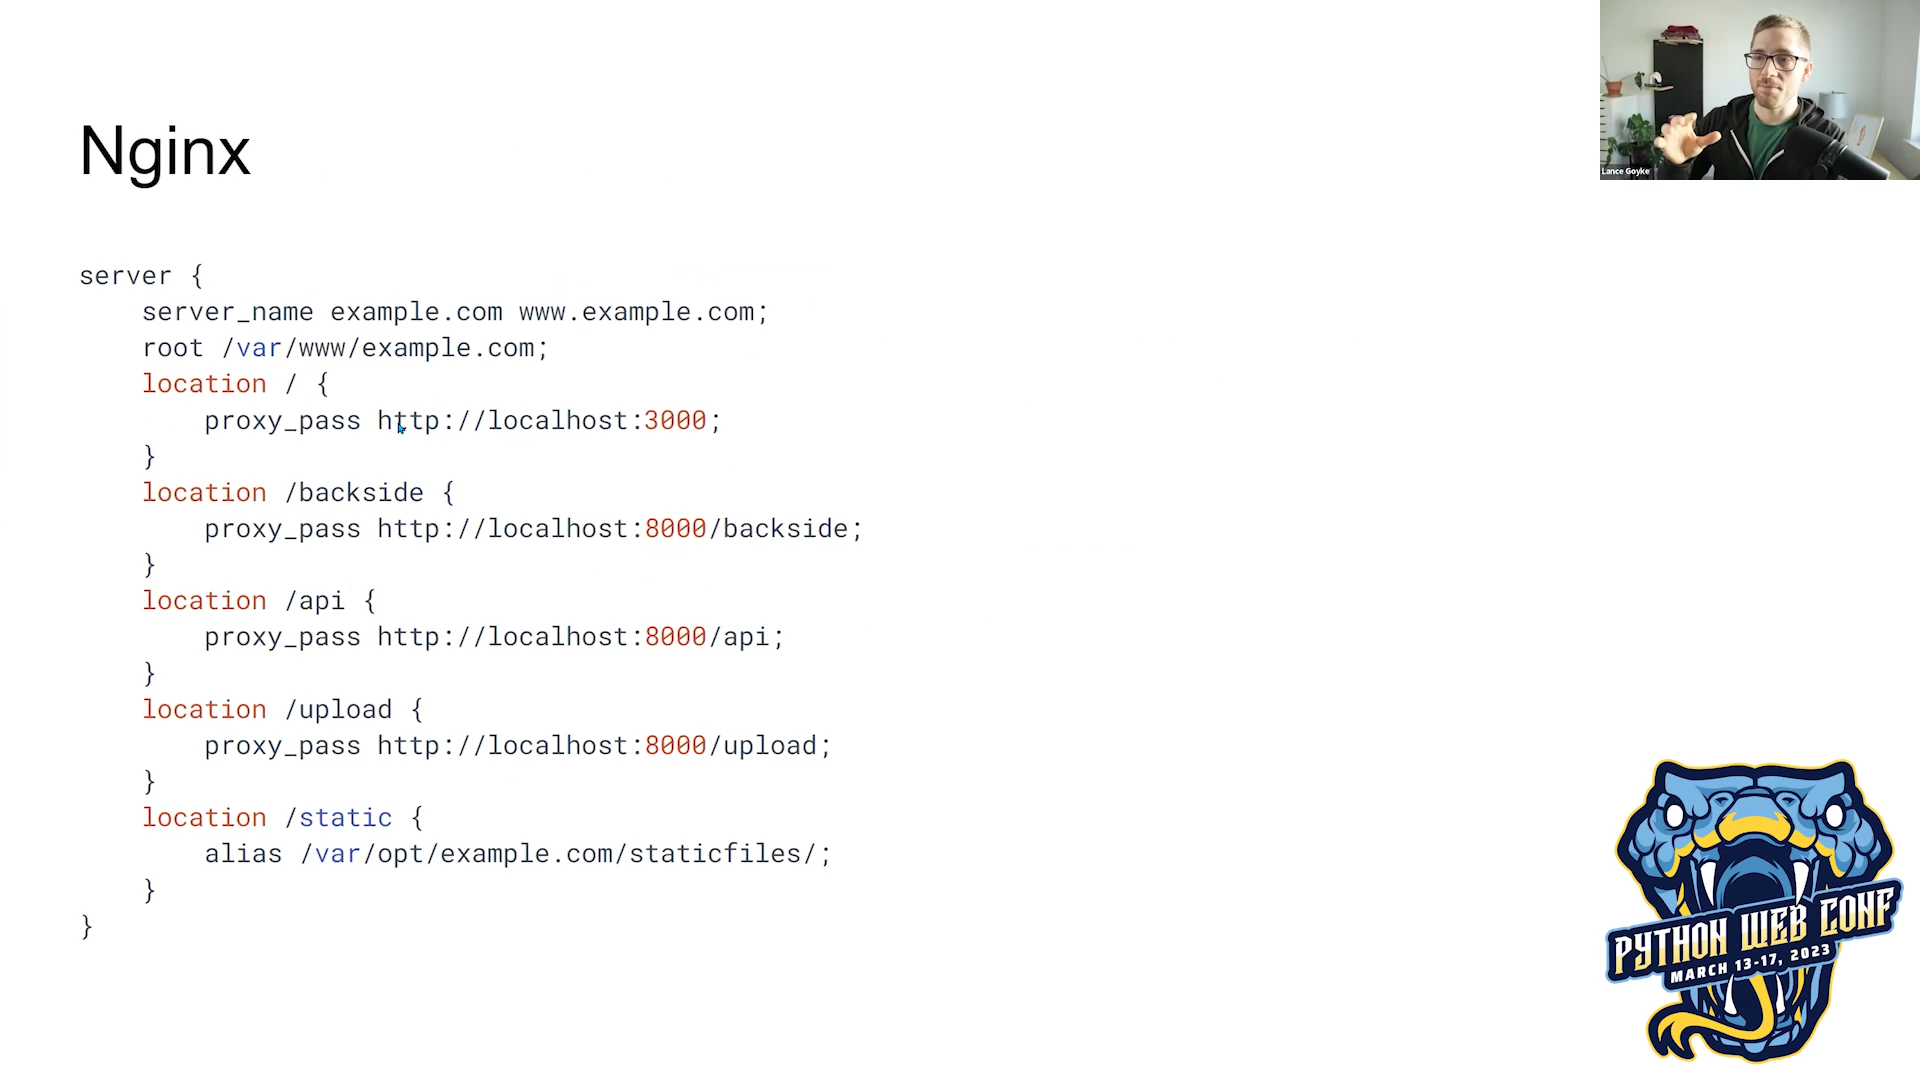 Nginx
server {
server_name example.com www.example.com;
root /var/www/example.com;
location / {
proxy_pass http://localhost:3000;
}
location /backside {
proxy_pass http://localhost:8000/backside;
}
location /api {
proxy_pass http://localhost:8000/api;
}
location /upload {
proxy_pass http://localhost:8000/upload;
}
location /static {
alias /var/opt/example.com/staticfiles/;
}
}
Lance Goyke
PYTHON WEB CONF
MARCH 13-17, 2023